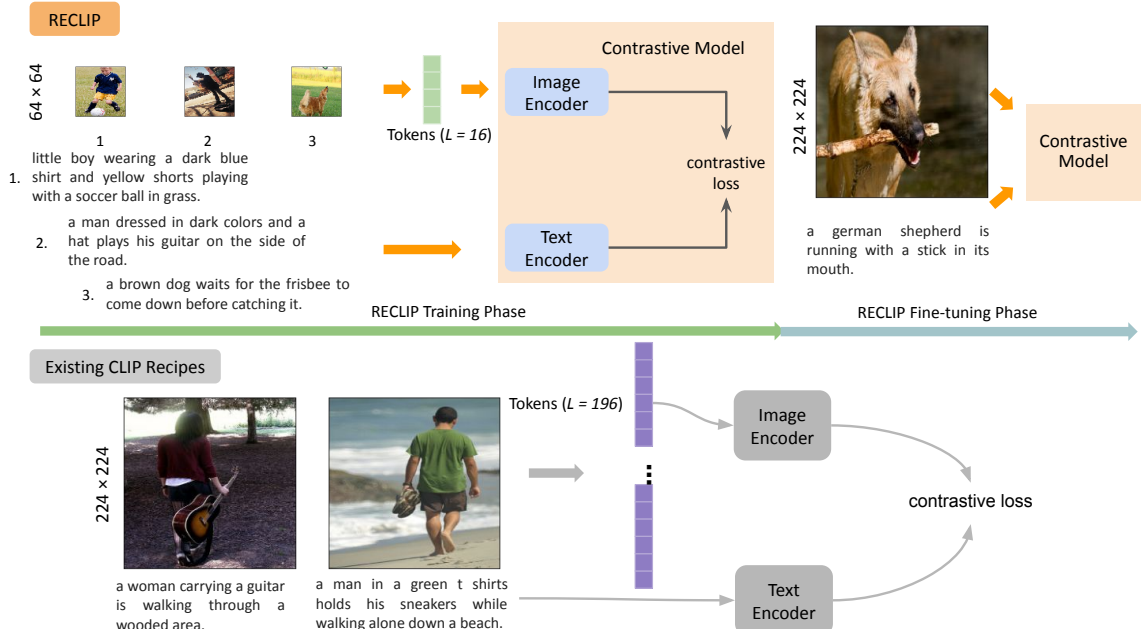 RECLIP
64 × 64
1
2
3
Tokens (L = 16)
1.
little boy wearing a dark blue
shirt and yellow shorts playing
with a soccer ball in grass.
2.
a man dressed in dark colors and a
hat plays his guitar on the side of
the road.
3.
a brown dog waits for the frisbee to
come down before catching it.
Contrastive Model
Image
Encoder
contrastive
loss
Text
Encoder
224 × 224
a german shepherd is
running with a stick in its
mouth.
Contrastive
Model
RECLIP Training Phase
RECLIP Fine-tuning Phase
Existing CLIP Recipes
224 × 224
a woman carrying a guitar
is walking through a
wooded area.
a man in a green t shirts
holds his sneakers while
walking alone down a beach.
Tokens (L = 196)
Image
Encoder
contrastive loss
Text
Encoder